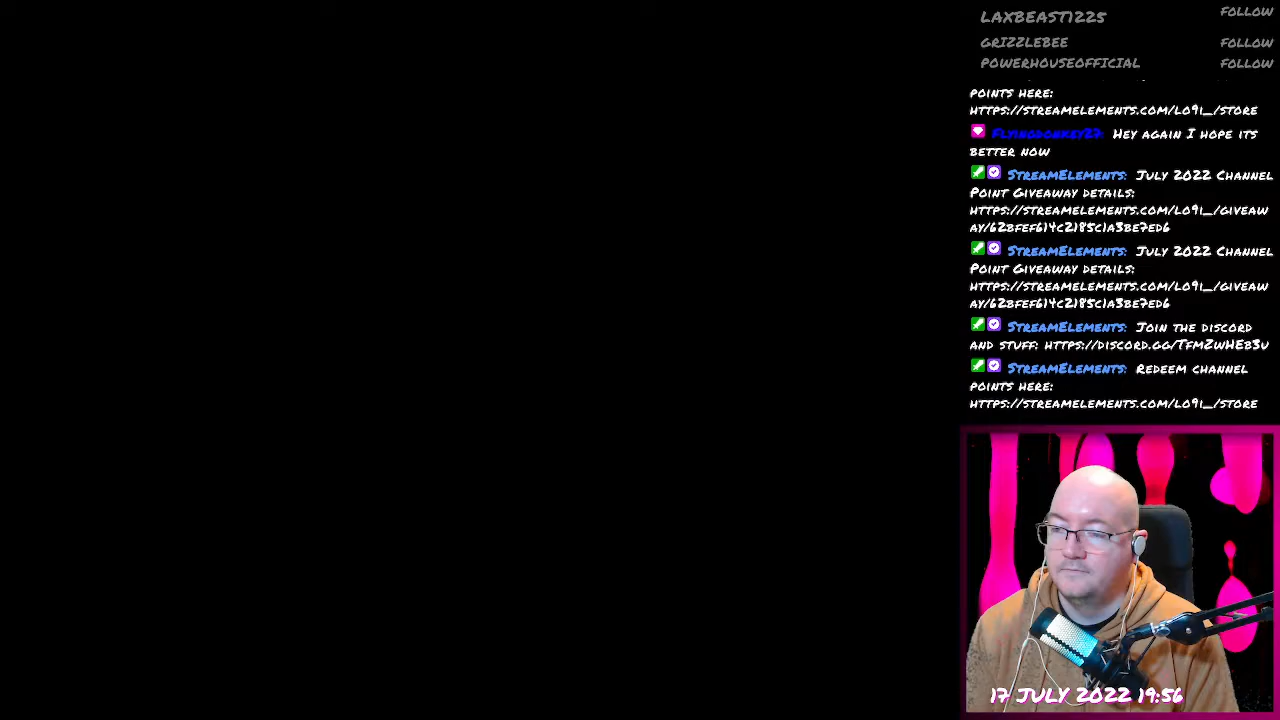 LAXBEAST1225 FOLLOW
GRIZZLEBEE FOLLOW
POWERHOUSEOFFICIAL FOLLOW
POINTS HERE:
HTTPS://STREAMELEMENTS.COM/LO9I_/STORE
FLYINGDONKEY27: HEY AGAIN I HOPE ITS
BETTER NOW
STREAMELEMENTS: JULY 2022 CHANNEL
POINT GIVEAWAY DETAILS:
HTTPS://STREAMELEMENTS.COM/LO9I_/GIVEAW
AY/62BFEF614C2185C1A3BE7ED6
STREAMELEMENTS: JULY 2022 CHANNEL
POINT GIVEAWAY DETAILS:
HTTPS://STREAMELEMENTS.COM/LO9I_/GIVEAW
AY/62BFEF614C2185C1A3BE7ED6
STREAMELEMENTS: JOIN THE DISCORD
AND STUFF: HTTPS://DISCORD.GG/TFMZWHE83U
STREAMELEMENTS: REDEEM CHANNEL
POINTS HERE:
HTTPS://STREAMELEMENTS.COM/LO9I_/STORE
17 JULY 2022 19:56